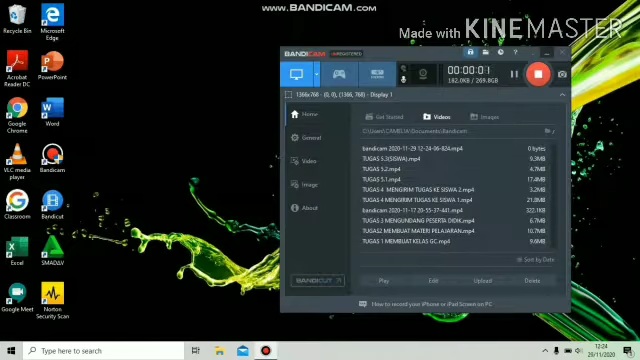 WWW.BANDICAM.COM
Made with KINEMASTER
Recycle Bin
Microsoft Edge
Acrobat Reader DC
PowerPoint
Google Chrome
Word
VLC media player
Bandicam
Google Classroom
Bandicut
Excel
SMADΔV
Google Meet
Norton Security Scan
BANDICAM
00:00:01
182.0KB / 269.8GB
1366x768 - (0, 0), (1366, 768) - Display 1
Home
General
Video
Image
About
BANDICUT
Get Started
Videos
Images
bandicam 2020-11-29 12-24-06-834.mp4 0 bytes
TUGAS 5.3(SISWA).mp4 9.3MB
TUGAS 5.2.mp4 4.7MB
TUGAS 5.1.mp4 17.4MB
TUGAS 4 MENGIRIM TUGAS KE SISWA 2.mp4 3.2MB
TUGAS 4 MENGIRIM TUGAS KE SISWA 1.mp4 21.8MB
bandicam 2020-11-17 20-55-37-441.mp4 322.1KB
TUGAS 3 MENGUNDANG PESERTA DIDIK.mp4 6.7MB
TUGAS2 MEMBUAT MATERI PELAJARAN.mp4 10.7MB
TUGAS 1 MEMBUAT KELAS GC.mp4 9.6MB
Sort by Date
Play
Edit
Upload
Delete
How to record your iPhone or iPad Screen on PC
Type here to search
12:24
29/11/2020